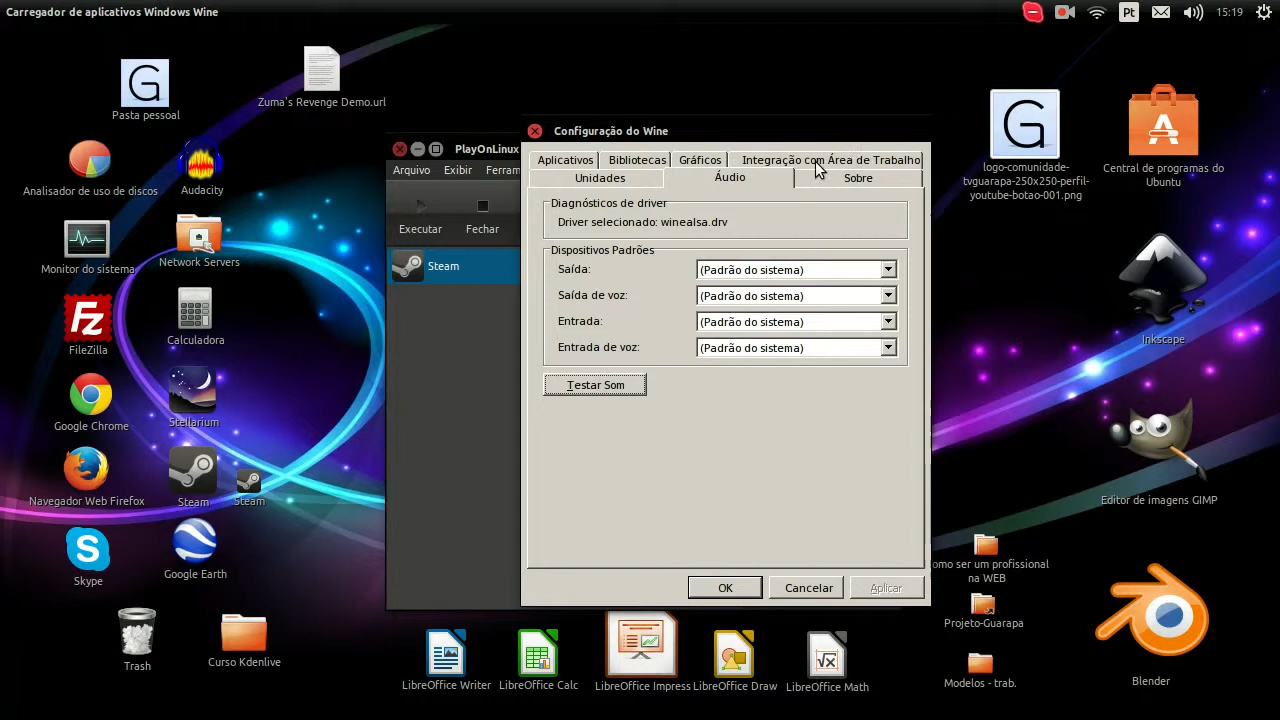 Carregador de aplicativos Windows Wine
Pt
15:19
Pasta pessoal
Zuma's Revenge Demo.url
Analisador de uso de discos
Audacity
Monitor do sistema
Network Servers
FileZilla
Calculadora
Google Chrome
Stellarium
Navegador Web Firefox
Steam
Steam
Skype
Google Earth
Trash
Curso Kdenlive
PlayOnLinux
Arquivo
Exibir
Ferram
Executar
Fechar
Steam
Configuração do Wine
Aplicativos
Bibliotecas
Gráficos
Integração com Área de Trabalho
Unidades
Áudio
Sobre
Diagnósticos de driver
Driver selecionado: winealsa.drv
Dispositivos Padrões
Saída: (Padrão do sistema)
Saída de voz: (Padrão do sistema)
Entrada: (Padrão do sistema)
Entrada de voz: (Padrão do sistema)
Testar Som
OK
Cancelar
Aplicar
LibreOffice Writer
LibreOffice Calc
LibreOffice Impress
LibreOffice Draw
LibreOffice Math
G
G
logo-comunidade-
tvguarapa-250x250-perfil-
youtube-botao-001.png
Central de programas do
Ubuntu
Inkscape
Editor de imagens GIMP
omo ser um profissional
na WEB
Projeto-Guarapa
Modelos - trab.
Blender